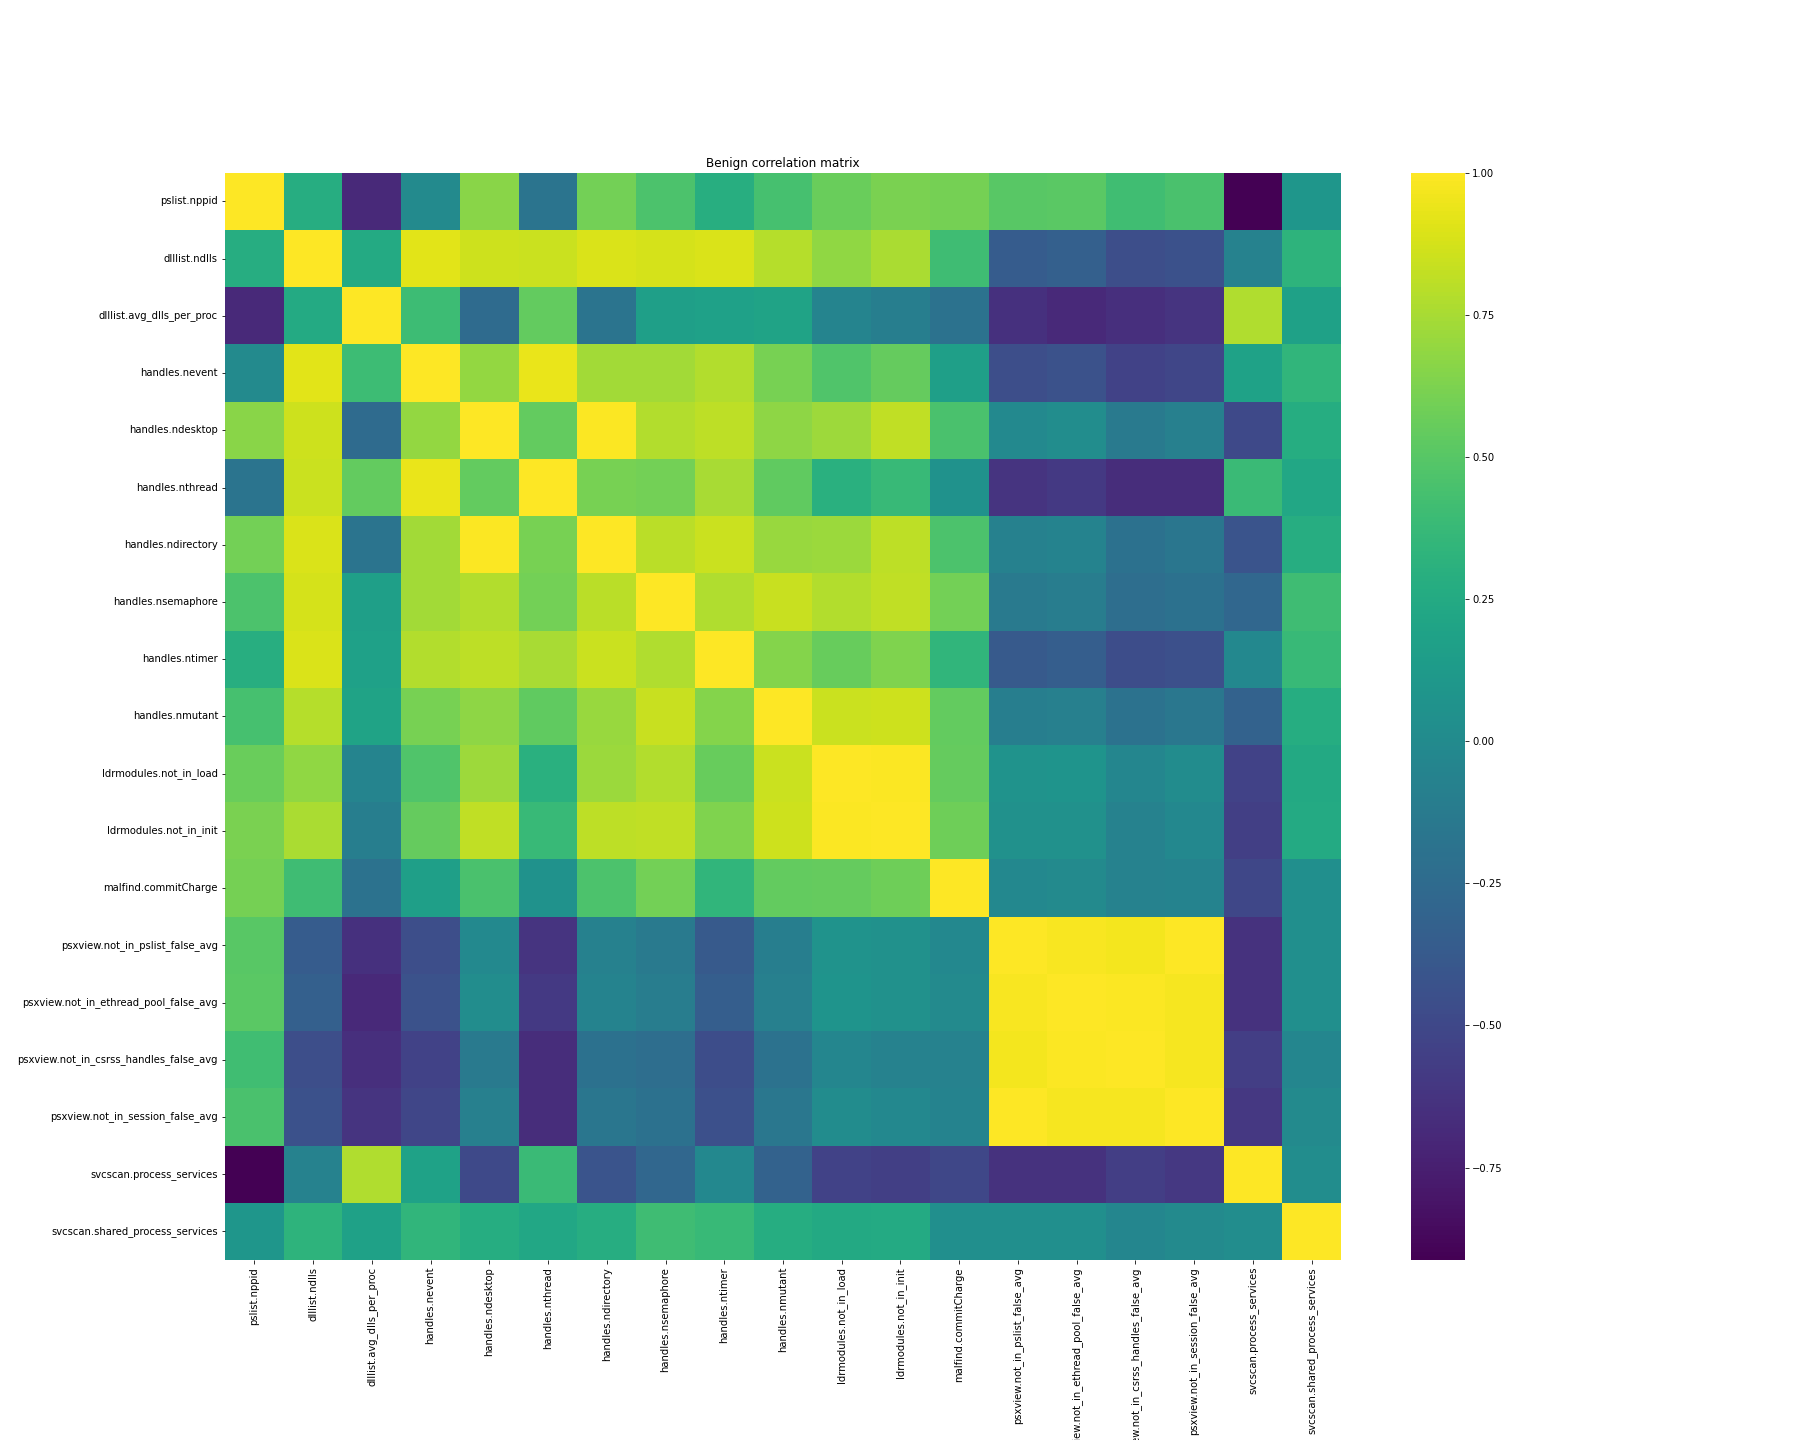 Benign correlation matrix
pslist.nppid
dlllist.ndlls
dlllist.avg_dlls_per_proc
handles.nevent
handles.ndesktop
handles.nthread
handles.ndirectory
handles.nsemaphore
handles.ntimer
handles.nmutant
ldrmodules.not_in_load
ldrmodules.not_in_init
malfind.commitCharge
psxview.not_in_pslist_false_avg
psxview.not_in_ethread_pool_false_avg
psxview.not_in_csrss_handles_false_avg
psxview.not_in_session_false_avg
svcscan.process_services
svcscan.shared_process_services
pslist.nppid
dlllist.ndlls
dlllist.avg_dlls_per_proc
handles.nevent
handles.ndesktop
handles.nthread
handles.ndirectory
handles.nsemaphore
handles.ntimer
handles.nmutant
ldrmodules.not_in_load
ldrmodules.not_in_init
malfind.commitCharge
psxview.not_in_pslist_false_avg
iew.not_in_ethread_pool_false_avg
ew.not_in_csrss_handles_false_avg
psxview.not_in_session_false_avg
svcscan.process_services
svcscan.shared_process_services
1.00
0.75
0.50
0.25
0.00
−0.25
−0.50
−0.75